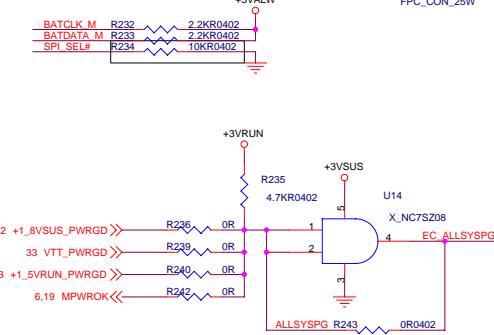 +3VALW
FPC_CON_25W
BATCLK_M R232 2.2KR0402
BATDATA_M R233 2.2KR0402
SPI_SEL# R234 10KR0402
+3VRUN
R235
4.7KR0402
+3VSUS
U14
X_NC7SZ08
5
1
2
4
3
EC_ALLSYSPG
2 +1_8VSUS_PWRGD R236 0R
33 VTT_PWRGD R239 0R
3 +1_5VRUN_PWRGD R240 0R
6,19 MPWROK R242 0R
ALLSYSPG R243 0R0402